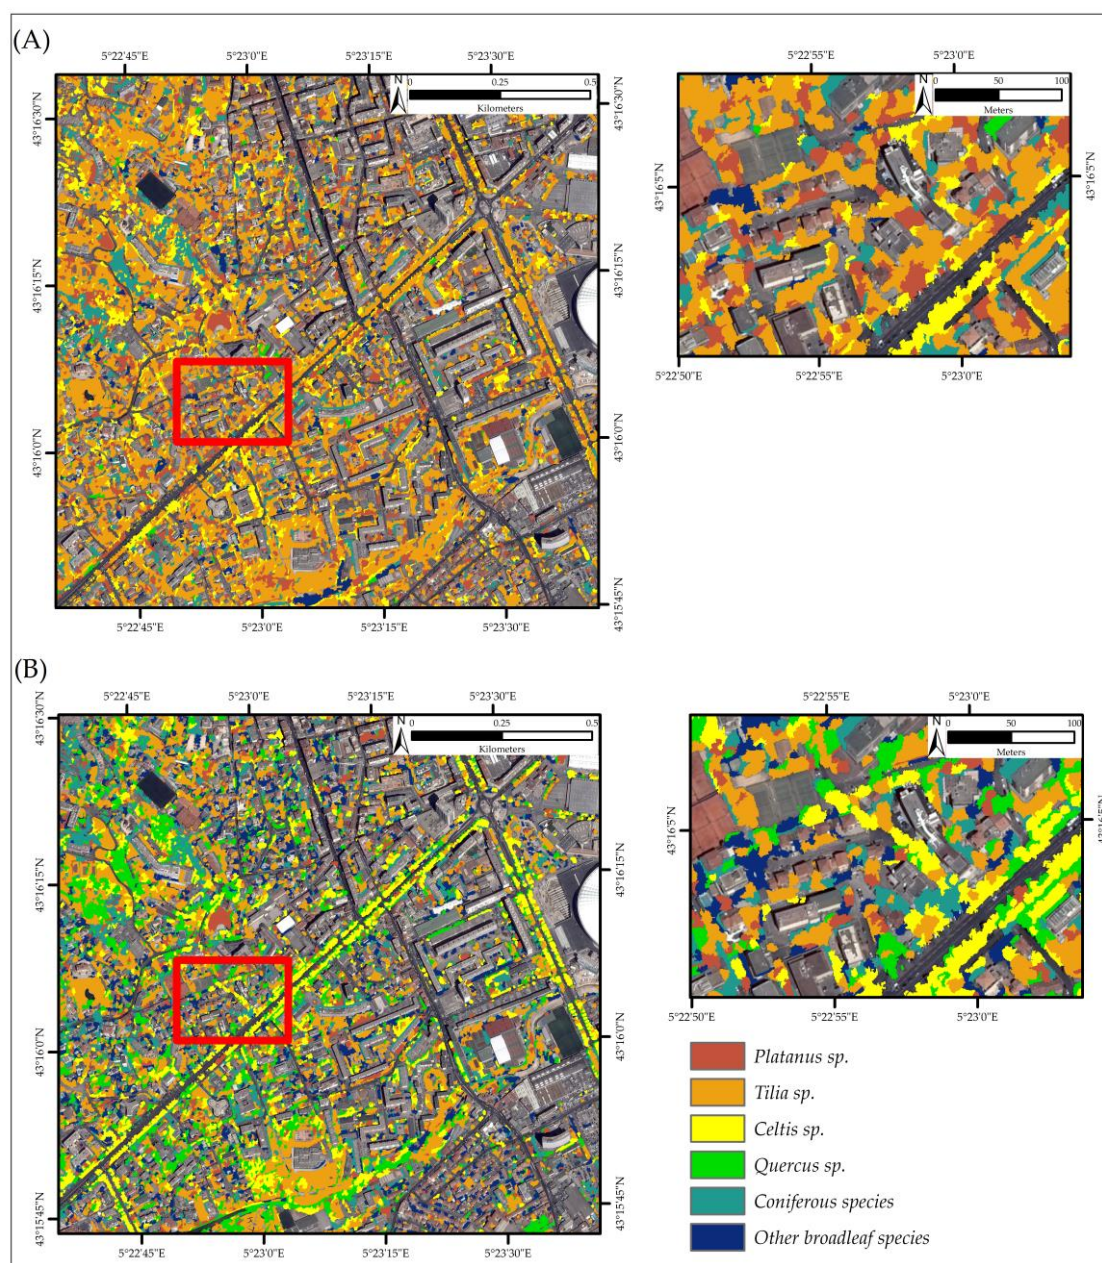 (A)
5°22'45"E 5°23'0"E 5°23'15"E 5°23'30"E
5°22'55"E 5°23'0"E
N
0 0.25 0.5
Kilometers
N
0 50 100
Meters
43°16'30"N
43°16'15"N
43°16'0"N
43°16'30"N
43°16'15"N
43°16'0"N
43°15'45"N
43°16'5"N
43°16'5"N
5°22'50"E 5°22'55"E 5°23'0"E
5°22'45"E 5°23'0"E 5°23'15"E 5°23'30"E
(B)
5°22'45"E 5°23'0"E 5°23'15"E 5°23'30"E
5°22'55"E 5°23'0"E
N
0 0.25 0.5
Kilometers
N
0 50 100
Meters
43°16'30"N
43°16'15"N
43°16'0"N
43°15'45"N
43°16'15"N
43°16'0"N
43°15'45"N
43°16'5"N
43°16'5"N
5°22'50"E 5°22'55"E 5°23'0"E
5°22'45"E 5°23'0"E 5°23'15"E 5°23'30"E
Platanus sp.
Tilia sp.
Celtis sp.
Quercus sp.
Coniferous species
Other broadleaf species